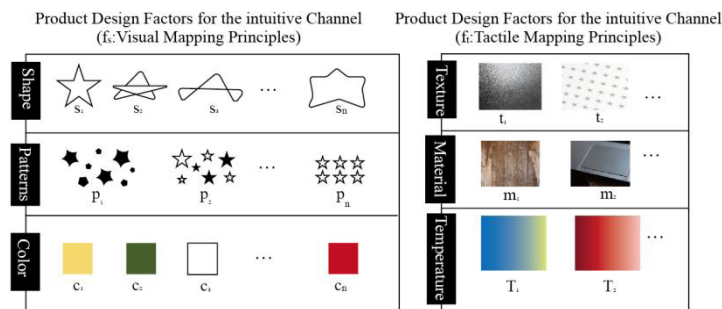 Product Design Factors for the intuitive Channel
(fₛ:Visual Mapping Principles)
Shape
s₁ s₂ s₃ ... sn
Patterns
p₁ p₂ ... pₙ
Color
c₁ c₂ c₃ ... cn
Product Design Factors for the intuitive Channel
(fₜ:Tactile Mapping Principles)
Texture
t₁ t₂ ...
Material
m₁ m₂
Temperature
T₁ T₂ ...